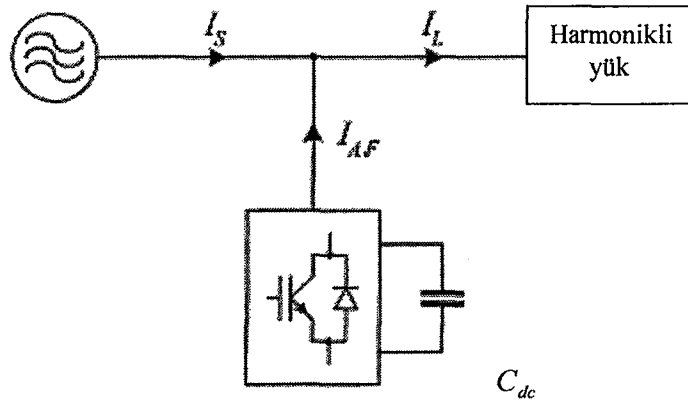 I_S
I_L
Harmonikli
yük
I_AF
C_dc